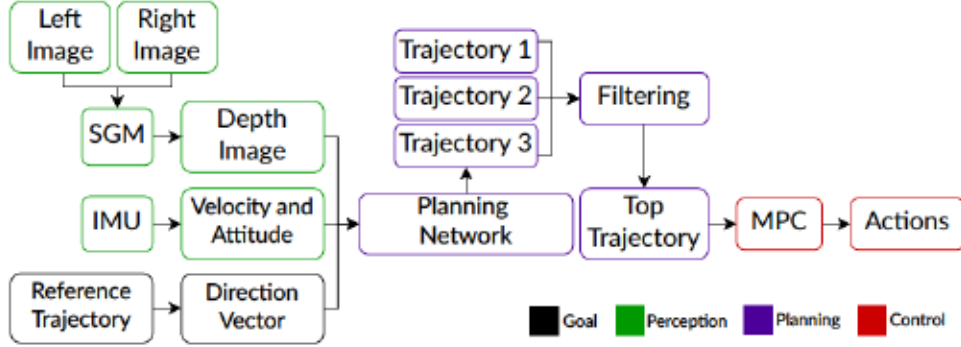 Left
Image
Right
Image
SGM
Depth
Image
IMU
Velocity and
Attitude
Reference
Trajectory
Direction
Vector
Trajectory 1
Trajectory 2
Trajectory 3
Planning
Network
Filtering
Top
Trajectory
MPC
Actions
Goal
Perception
Planning
Control